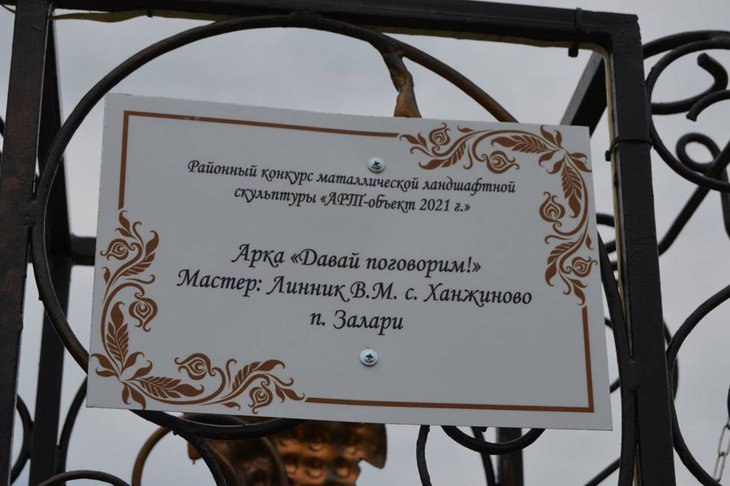 Районный конкурс маталлической ландшафтной
скульптуры «АРТ-объект 2021 г.»
Арка «Давай поговорим!»
Мастер: Линник В.М. с. Ханжиново
п. Залари